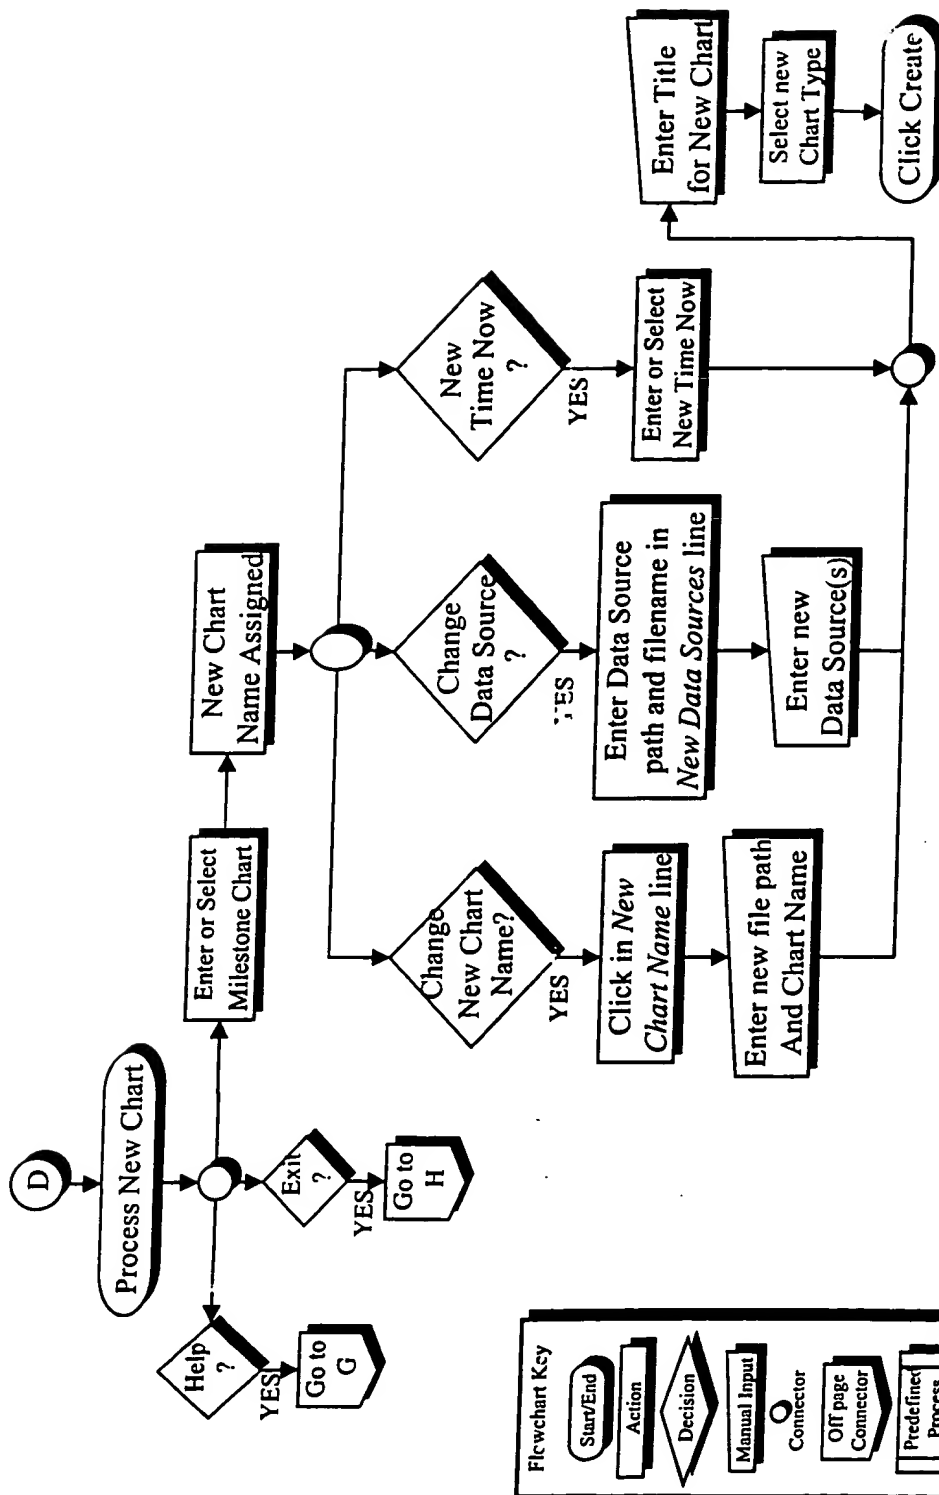 D
Process New Chart
Help
?
YES
Go to
G
Exit
?
YES
Go to
H
Enter or Select
Milestone Chart
New Chart
Name Assigned
Change
New Chart
Name?
YES
Click in New
Chart Name line
Enter new file path
And Chart Name
Change
Data Source
?
YES
Enter Data Source
path and filename in
New Data Sources line
Enter new
Data Source(s)
New
Time Now
?
YES
Enter or Select
New Time Now
Enter Title
for New Chart
Select new
Chart Type
Click Create
Flowchart Key
Start/End
Action
Decision
Manual Input
Connector
Off page
Connector
Predefined
Process